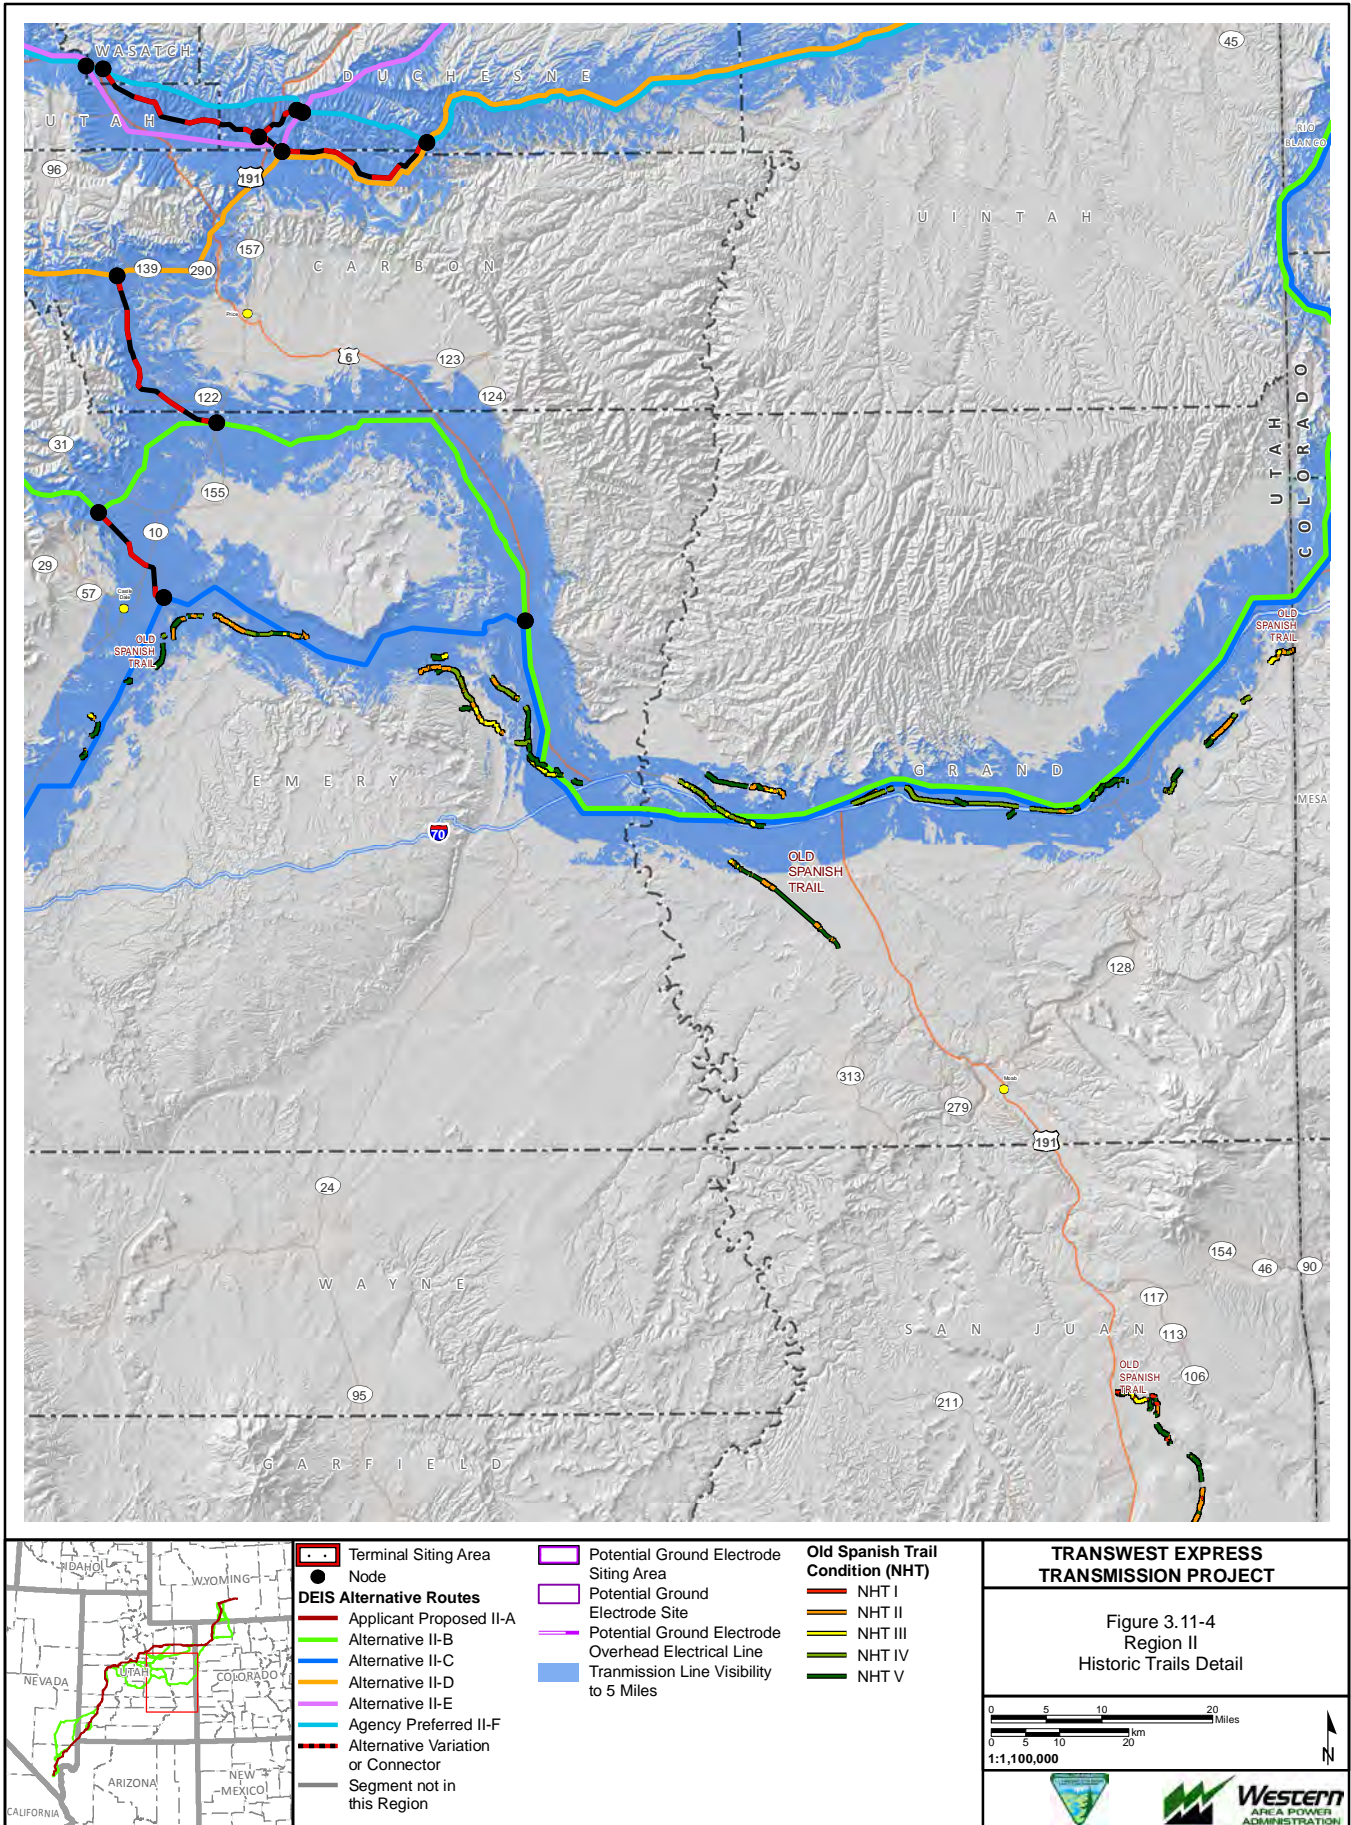 WASATCH
DUCHESNE
45
UTAH
RIO
BLANCO
96
191
UINTAH
157
CARBON
139
290
Price
6
123
122
124
31
UTAH
COLORADO
155
10
29
57
Castle
Dale
OLD
SPANISH
TRAIL
OLD
SPANISH
TRAIL
EMERY
GRAND
MESA
70
OLD
SPANISH
TRAIL
128
313
Moab
279
191
24
154
46
90
WAYNE
117
SAN JUAN
113
OLD
SPANISH
TRAIL
106
95
211
GARFIELD
IDAHO
WYOMING
NEVADA
UTAH
COLORADO
ARIZONA
NEW
MEXICO
CALIFORNIA
Terminal Siting Area
Node
DEIS Alternative Routes
Applicant Proposed II-A
Alternative II-B
Alternative II-C
Alternative II-D
Alternative II-E
Agency Preferred II-F
Alternative Variation
or Connector
Segment not in
this Region
Potential Ground Electrode
Siting Area
Potential Ground
Electrode Site
Potential Ground Electrode
Overhead Electrical Line
Tranmission Line Visibility
to 5 Miles
Old Spanish Trail
Condition (NHT)
NHT I
NHT II
NHT III
NHT IV
NHT V
TRANSWEST EXPRESS
TRANSMISSION PROJECT
Figure 3.11-4
Region II
Historic Trails Detail
0 5 10 20
Miles
km
0 5 10 20
1:1,100,000
N
Western
AREA POWER
ADMINISTRATION